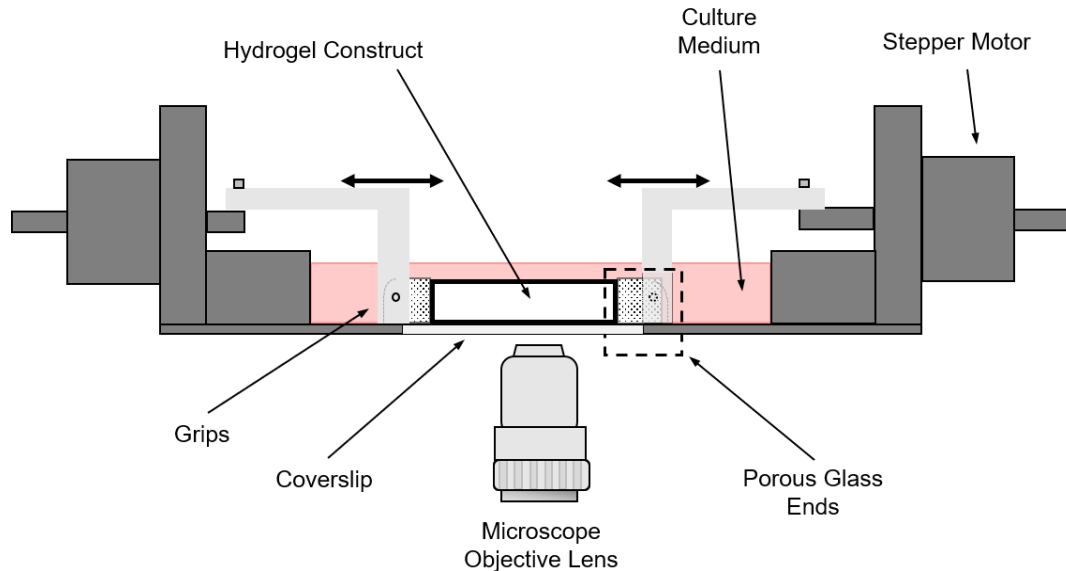 Hydrogel Construct
Culture
Medium
Stepper Motor
Grips
Coverslip
Microscope
Objective Lens
Porous Glass
Ends